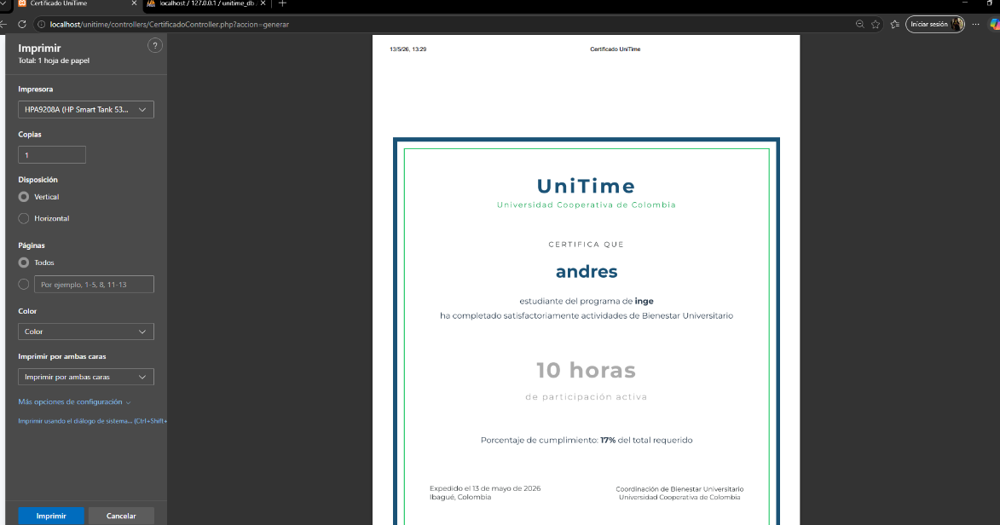 Certificado UniTime
localhost / 127.0.0.1 / unitime_db
localhost/unitime/controllers/CertificadoController.php?accion=generar
Iniciar sesión
Imprimir
?
Total: 1 hoja de papel
Impresora
HPA9208A (HP Smart Tank 53...
Copias
1
Disposición
Vertical
Horizontal
Páginas
Todos
Por ejemplo, 1-5, 8, 11-13
Color
Color
Imprimir por ambas caras
Imprimir por ambas caras
Más opciones de configuración
Imprimir usando el diálogo de sistema... (Ctrl+Shift+
Imprimir
Cancelar
13/5/26, 13:29
Certificado UniTime
UniTime
Universidad Cooperativa de Colombia
CERTIFICA QUE
andres
estudiante del programa de inge
ha completado satisfactoriamente actividades de Bienestar Universitario
10 horas
de participación activa
Porcentaje de cumplimiento: 17% del total requerido
Expedido el 13 de mayo de 2026
Ibagué, Colombia
Coordinación de Bienestar Universitario
Universidad Cooperativa de Colombia